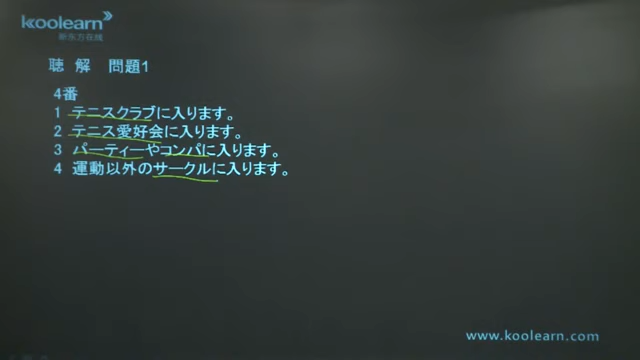 koolearn
新东方在线
聴 解 問題1
4番
1 テニスクラブに入ります。
2 テニス愛好会に入ります。
3 パーティーやコンパに入ります。
4 運動以外のサークルに入ります。
www.koolearn.com